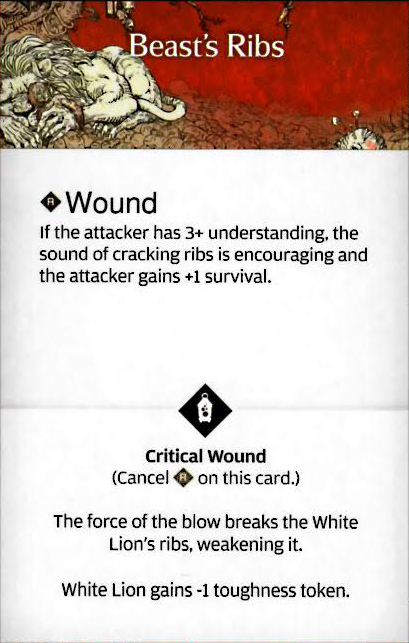 Beast's Ribs
R Wound
If the attacker has 3+ understanding, the
sound of cracking ribs is encouraging and
the attacker gains +1 survival.
Critical Wound
(Cancel R on this card.)
The force of the blow breaks the White
Lion's ribs, weakening it.
White Lion gains -1 toughness token.